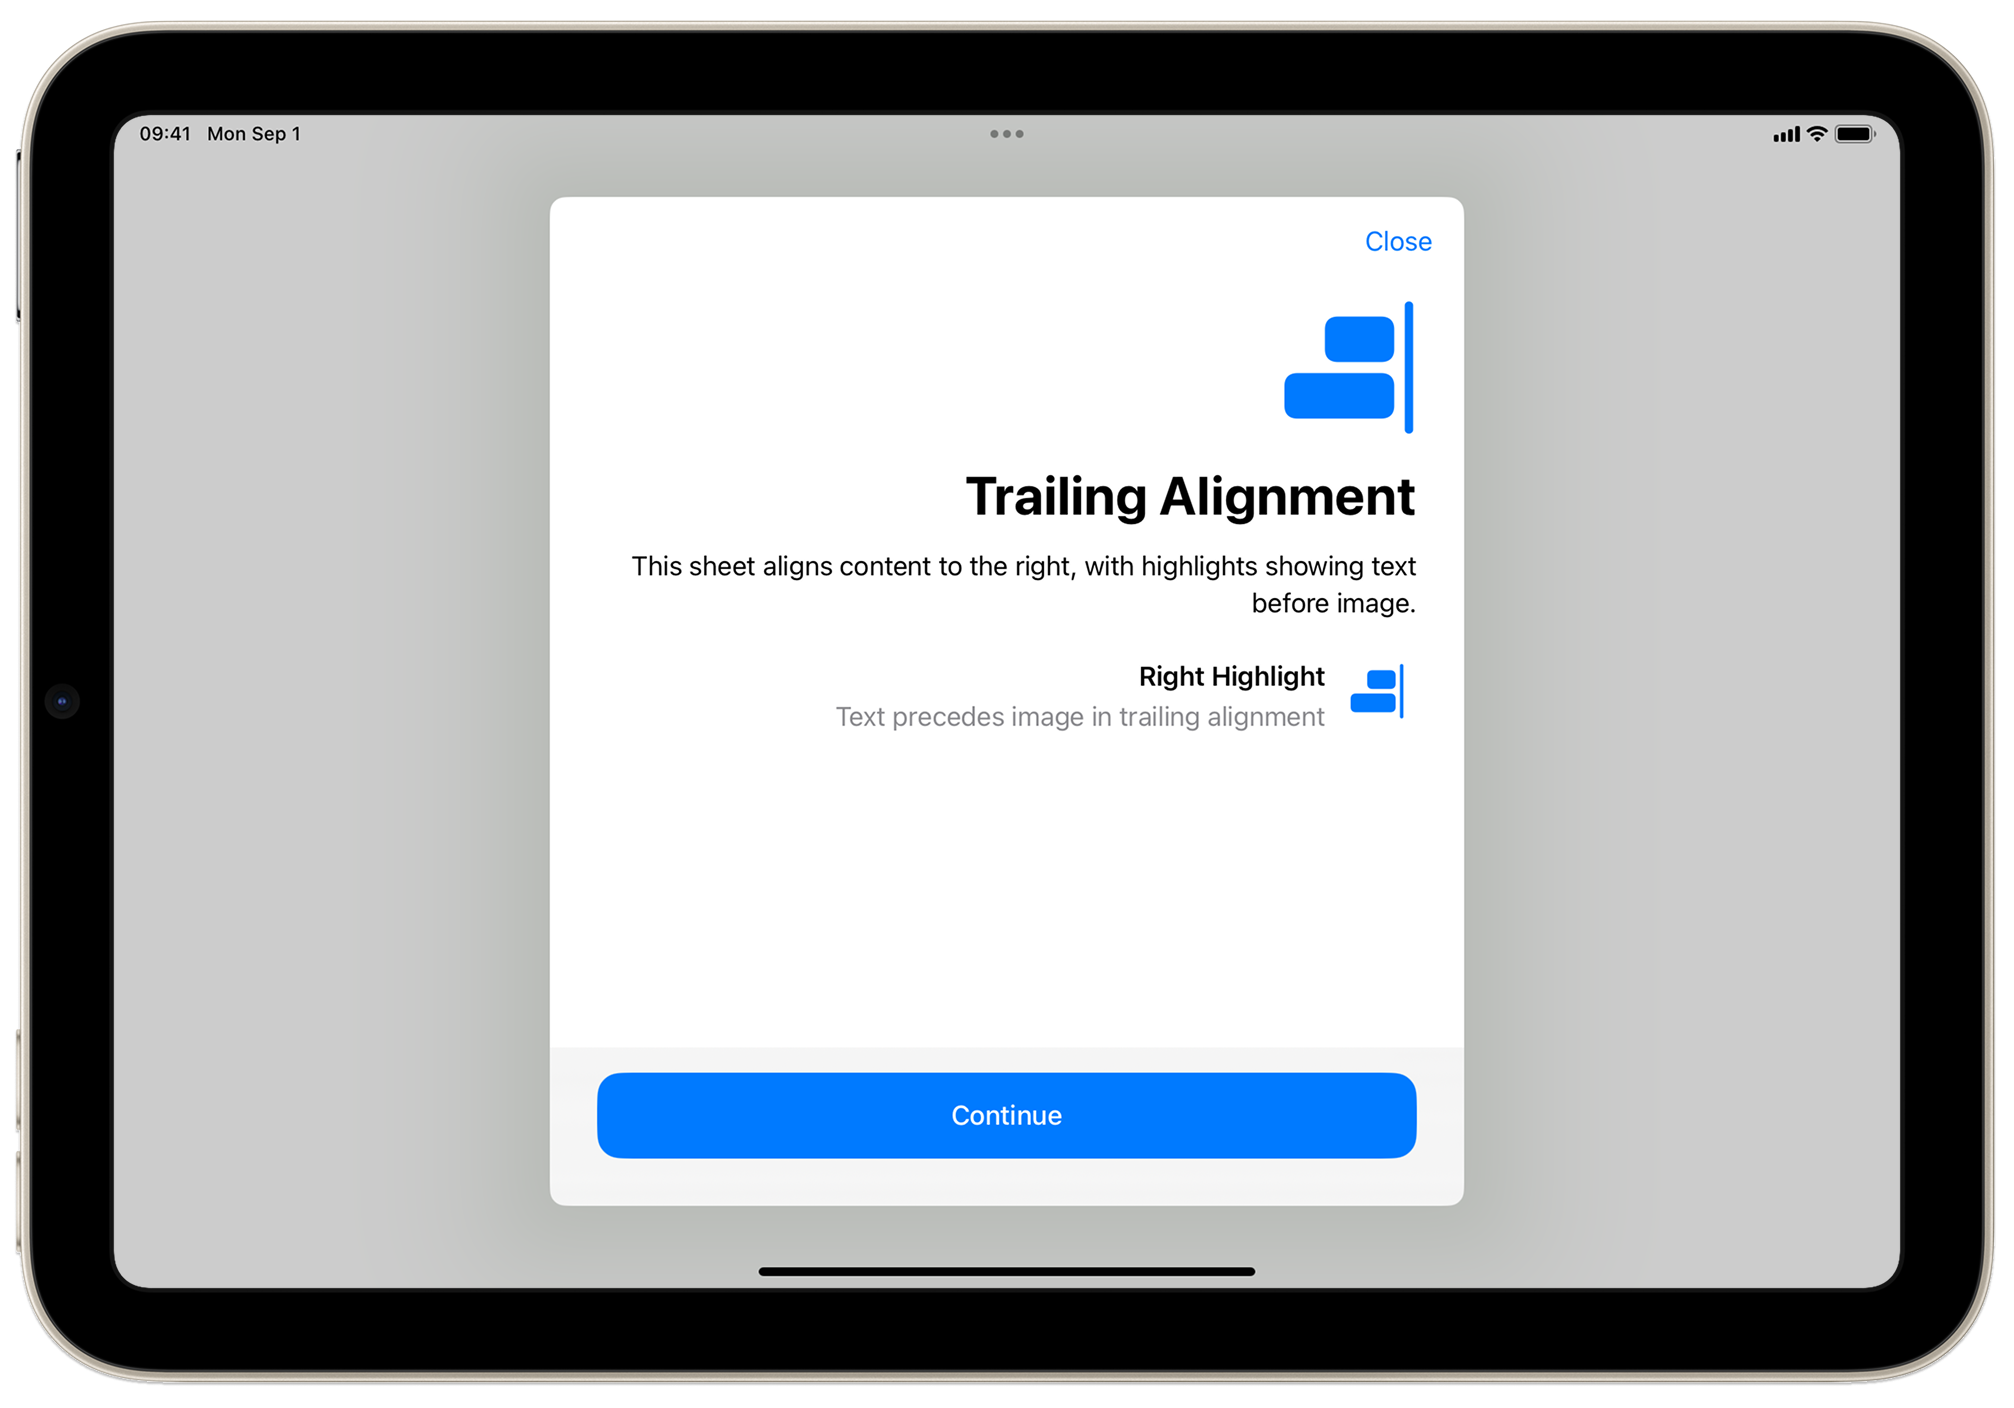 09:41 Mon Sep 1
Close
Trailing Alignment
This sheet aligns content to the right, with highlights showing text
before image.
Right Highlight
Text precedes image in trailing alignment
Continue